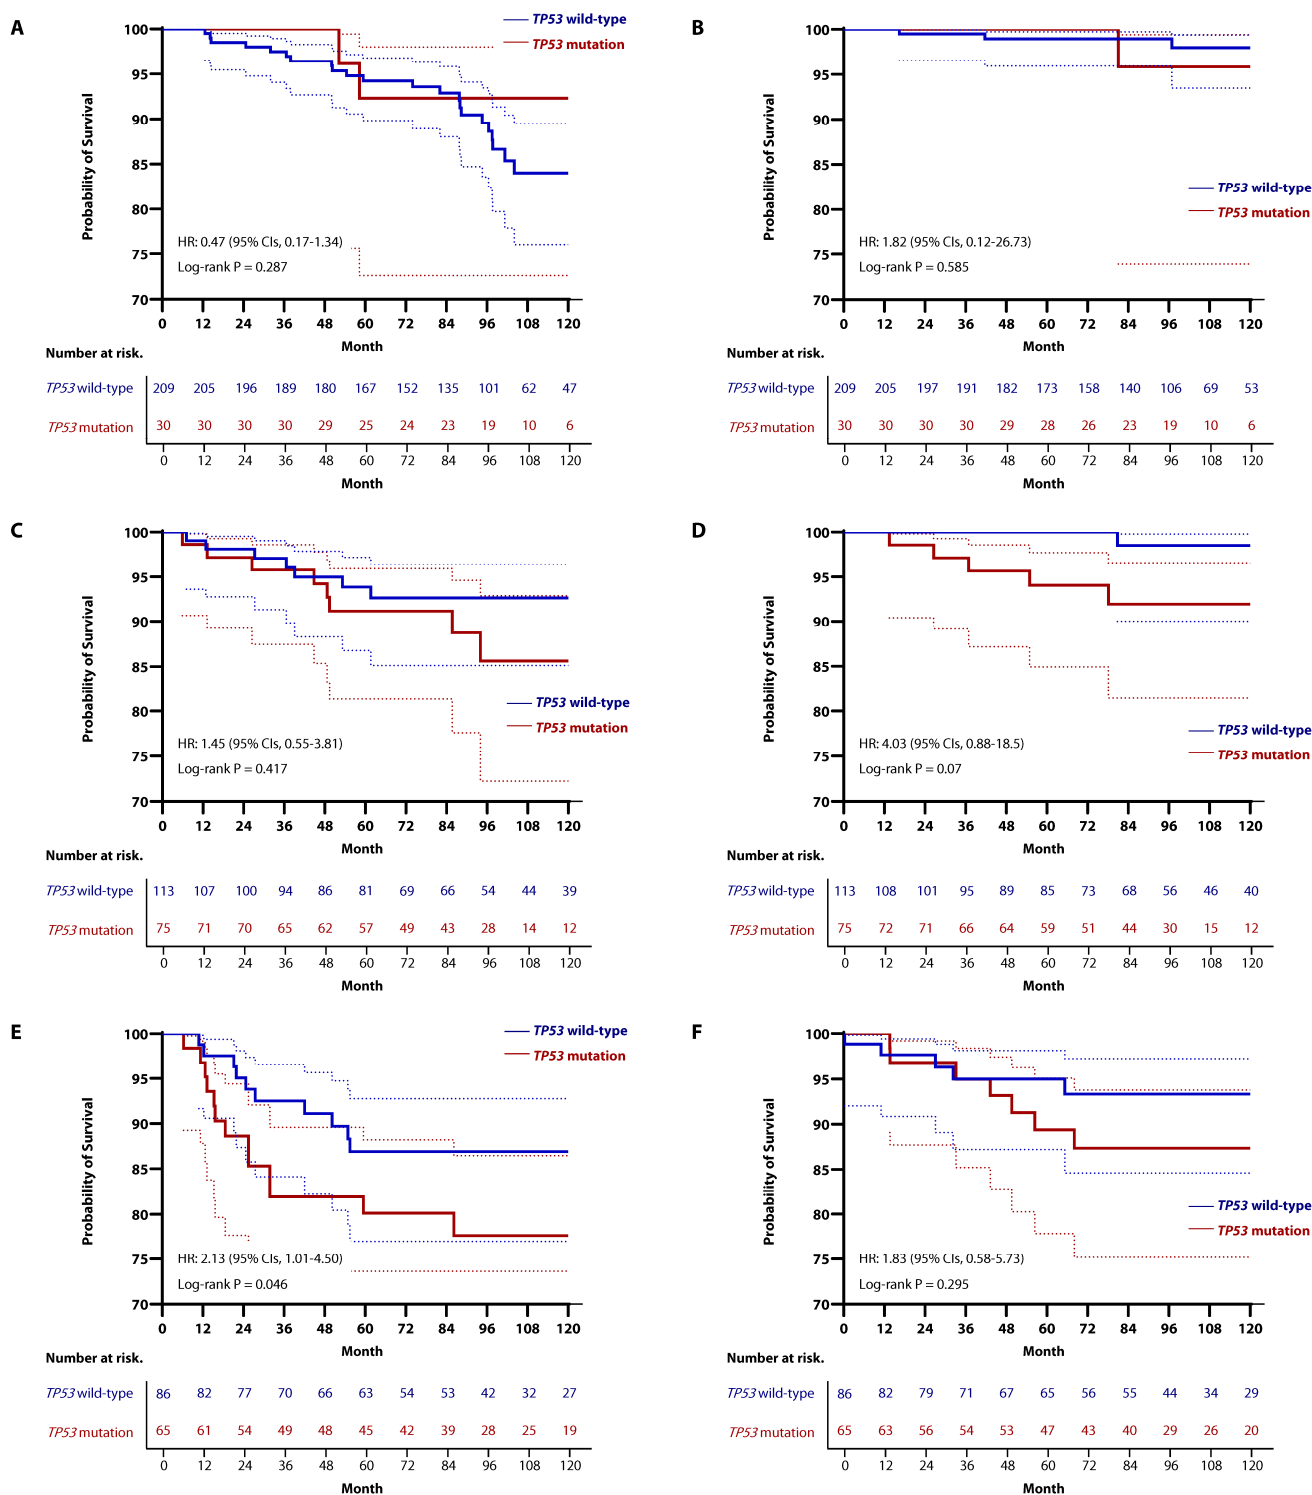 A
TP53 wild-type
TP53 mutation
100
95
90
85
80
75
70
Probability of Survival
HR: 0.47 (95% CIs, 0.17-1.34)
Log-rank P = 0.287
0 12 24 36 48 60 72 84 96 108 120
Month
Number at risk.
TP53 wild-type 209 205 196 189 180 167 152 135 101 62 47
TP53 mutation 30 30 30 30 29 25 24 23 19 10 6
0 12 24 36 48 60 72 84 96 108 120
Month
B
100
95
90
85
80
75
70
Probability of Survival
TP53 wild-type
TP53 mutation
HR: 1.82 (95% CIs, 0.12-26.73)
Log-rank P = 0.585
0 12 24 36 48 60 72 84 96 108 120
Month
Number at risk.
TP53 wild-type 209 205 197 191 182 173 158 140 106 69 53
TP53 mutation 30 30 30 30 29 28 26 23 19 10 6
0 12 24 36 48 60 72 84 96 108 120
Month
C
100
95
90
85
80
75
70
Probability of Survival
TP53 wild-type
TP53 mutation
HR: 1.45 (95% CIs, 0.55-3.81)
Log-rank P = 0.417
0 12 24 36 48 60 72 84 96 108 120
Month
Number at risk.
TP53 wild-type 113 107 100 94 86 81 69 66 54 44 39
TP53 mutation 75 71 70 65 62 57 49 43 28 14 12
0 12 24 36 48 60 72 84 96 108 120
Month
D
100
95
90
85
80
75
70
Probability of Survival
TP53 wild-type
TP53 mutation
HR: 4.03 (95% CIs, 0.88-18.5)
Log-rank P = 0.07
0 12 24 36 48 60 72 84 96 108 120
Month
Number at risk.
TP53 wild-type 113 108 101 95 89 85 73 68 56 46 40
TP53 mutation 75 72 71 66 64 59 51 44 30 15 12
0 12 24 36 48 60 72 84 96 108 120
Month
E
TP53 wild-type
TP53 mutation
100
95
90
85
80
75
70
Probability of Survival
HR: 2.13 (95% CIs, 1.01-4.50)
Log-rank P = 0.046
0 12 24 36 48 60 72 84 96 108 120
Month
Number at risk.
TP53 wild-type 86 82 77 70 66 63 54 53 42 32 27
TP53 mutation 65 61 54 49 48 45 42 39 28 25 19
0 12 24 36 48 60 72 84 96 108 120
Month
F
100
95
90
85
80
75
70
Probability of Survival
TP53 wild-type
TP53 mutation
HR: 1.83 (95% CIs, 0.58-5.73)
Log-rank P = 0.295
0 12 24 36 48 60 72 84 96 108 120
Month
Number at risk.
TP53 wild-type 86 82 79 71 67 65 56 55 44 34 29
TP53 mutation 65 63 56 54 53 47 43 40 29 26 20
0 12 24 36 48 60 72 84 96 108 120
Month